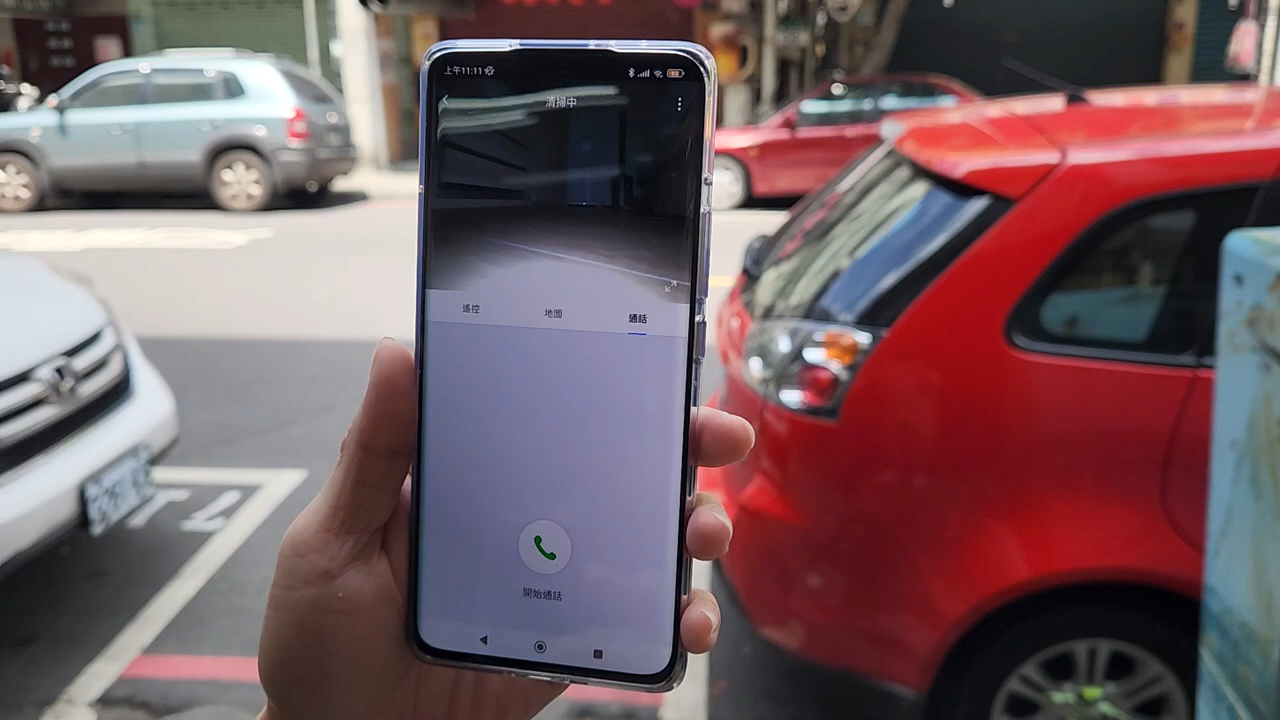 上午11:11
清掃中
遙控
地圖
通話
開始通話